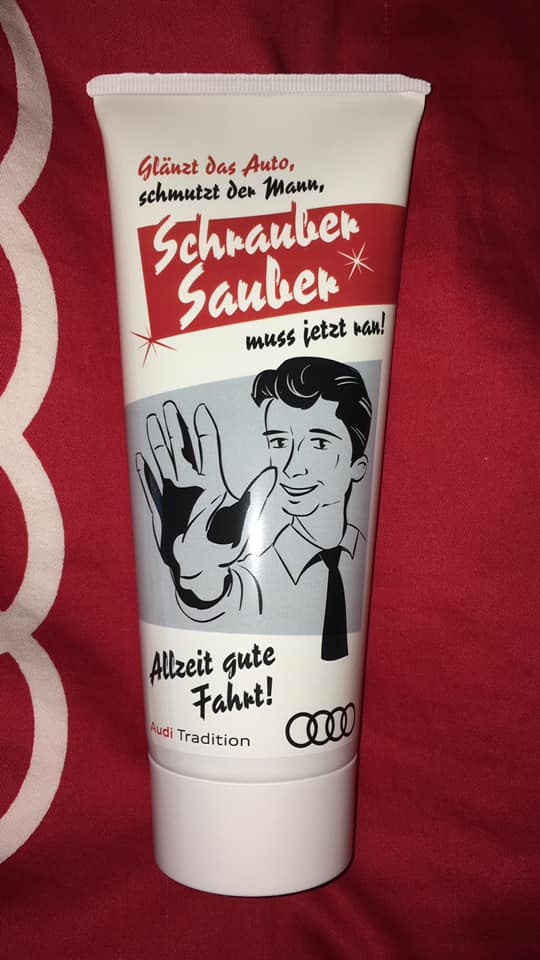 Glänzt das Auto,
schmutzt der Mann,
Schrauber
Sauber
muss jetzt ran!
Allzeit gute
Fahrt!
Audi Tradition